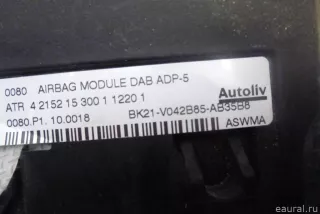 0080 AIRBAG MODULE DAB ADP-5
Autoliv
ATR 4 2152 15 300 1 1220 1
0080.P1. 10.0018
BK21-V042B85-AB35B8
ASWMA
eaural.ru